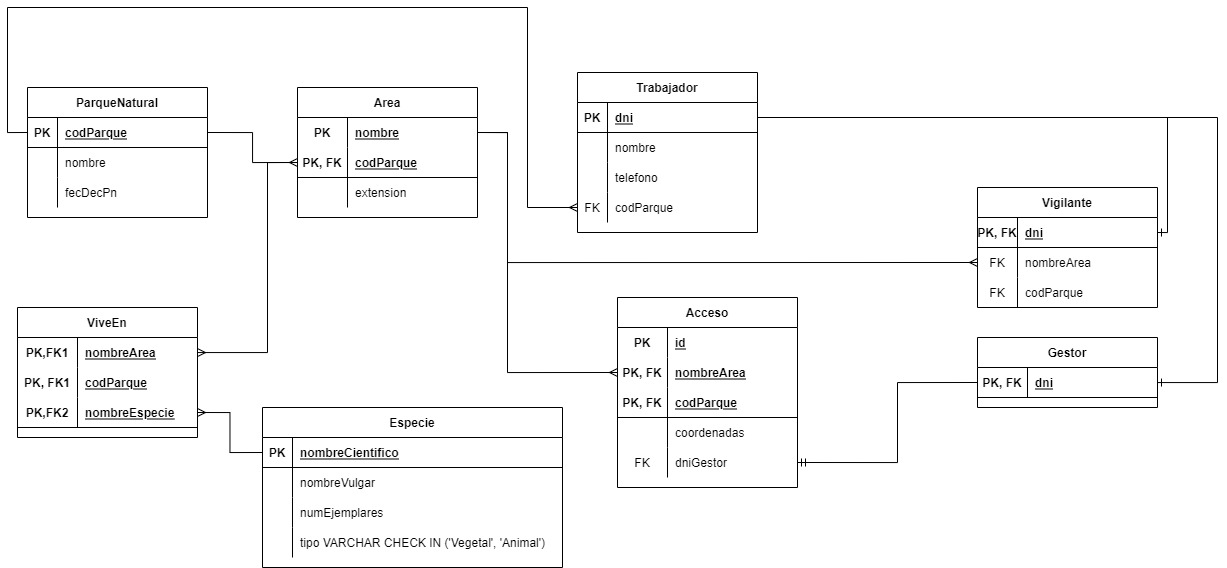 ParqueNatural
PK codParque
nombre
fecDecPn
Area
PK nombre
PK, FK codParque
extension
Trabajador
PK dni
nombre
telefono
FK codParque
Vigilante
PK, FK dni
FK nombreArea
FK codParque
ViveEn
PK,FK1 nombreArea
PK, FK1 codParque
PK,FK2 nombreEspecie
Acceso
PK id
PK, FK nombreArea
PK, FK codParque
coordenadas
FK dniGestor
Gestor
PK, FK dni
Especie
PK nombreCientifico
nombreVulgar
numEjemplares
tipo VARCHAR CHECK IN ('Vegetal', 'Animal')